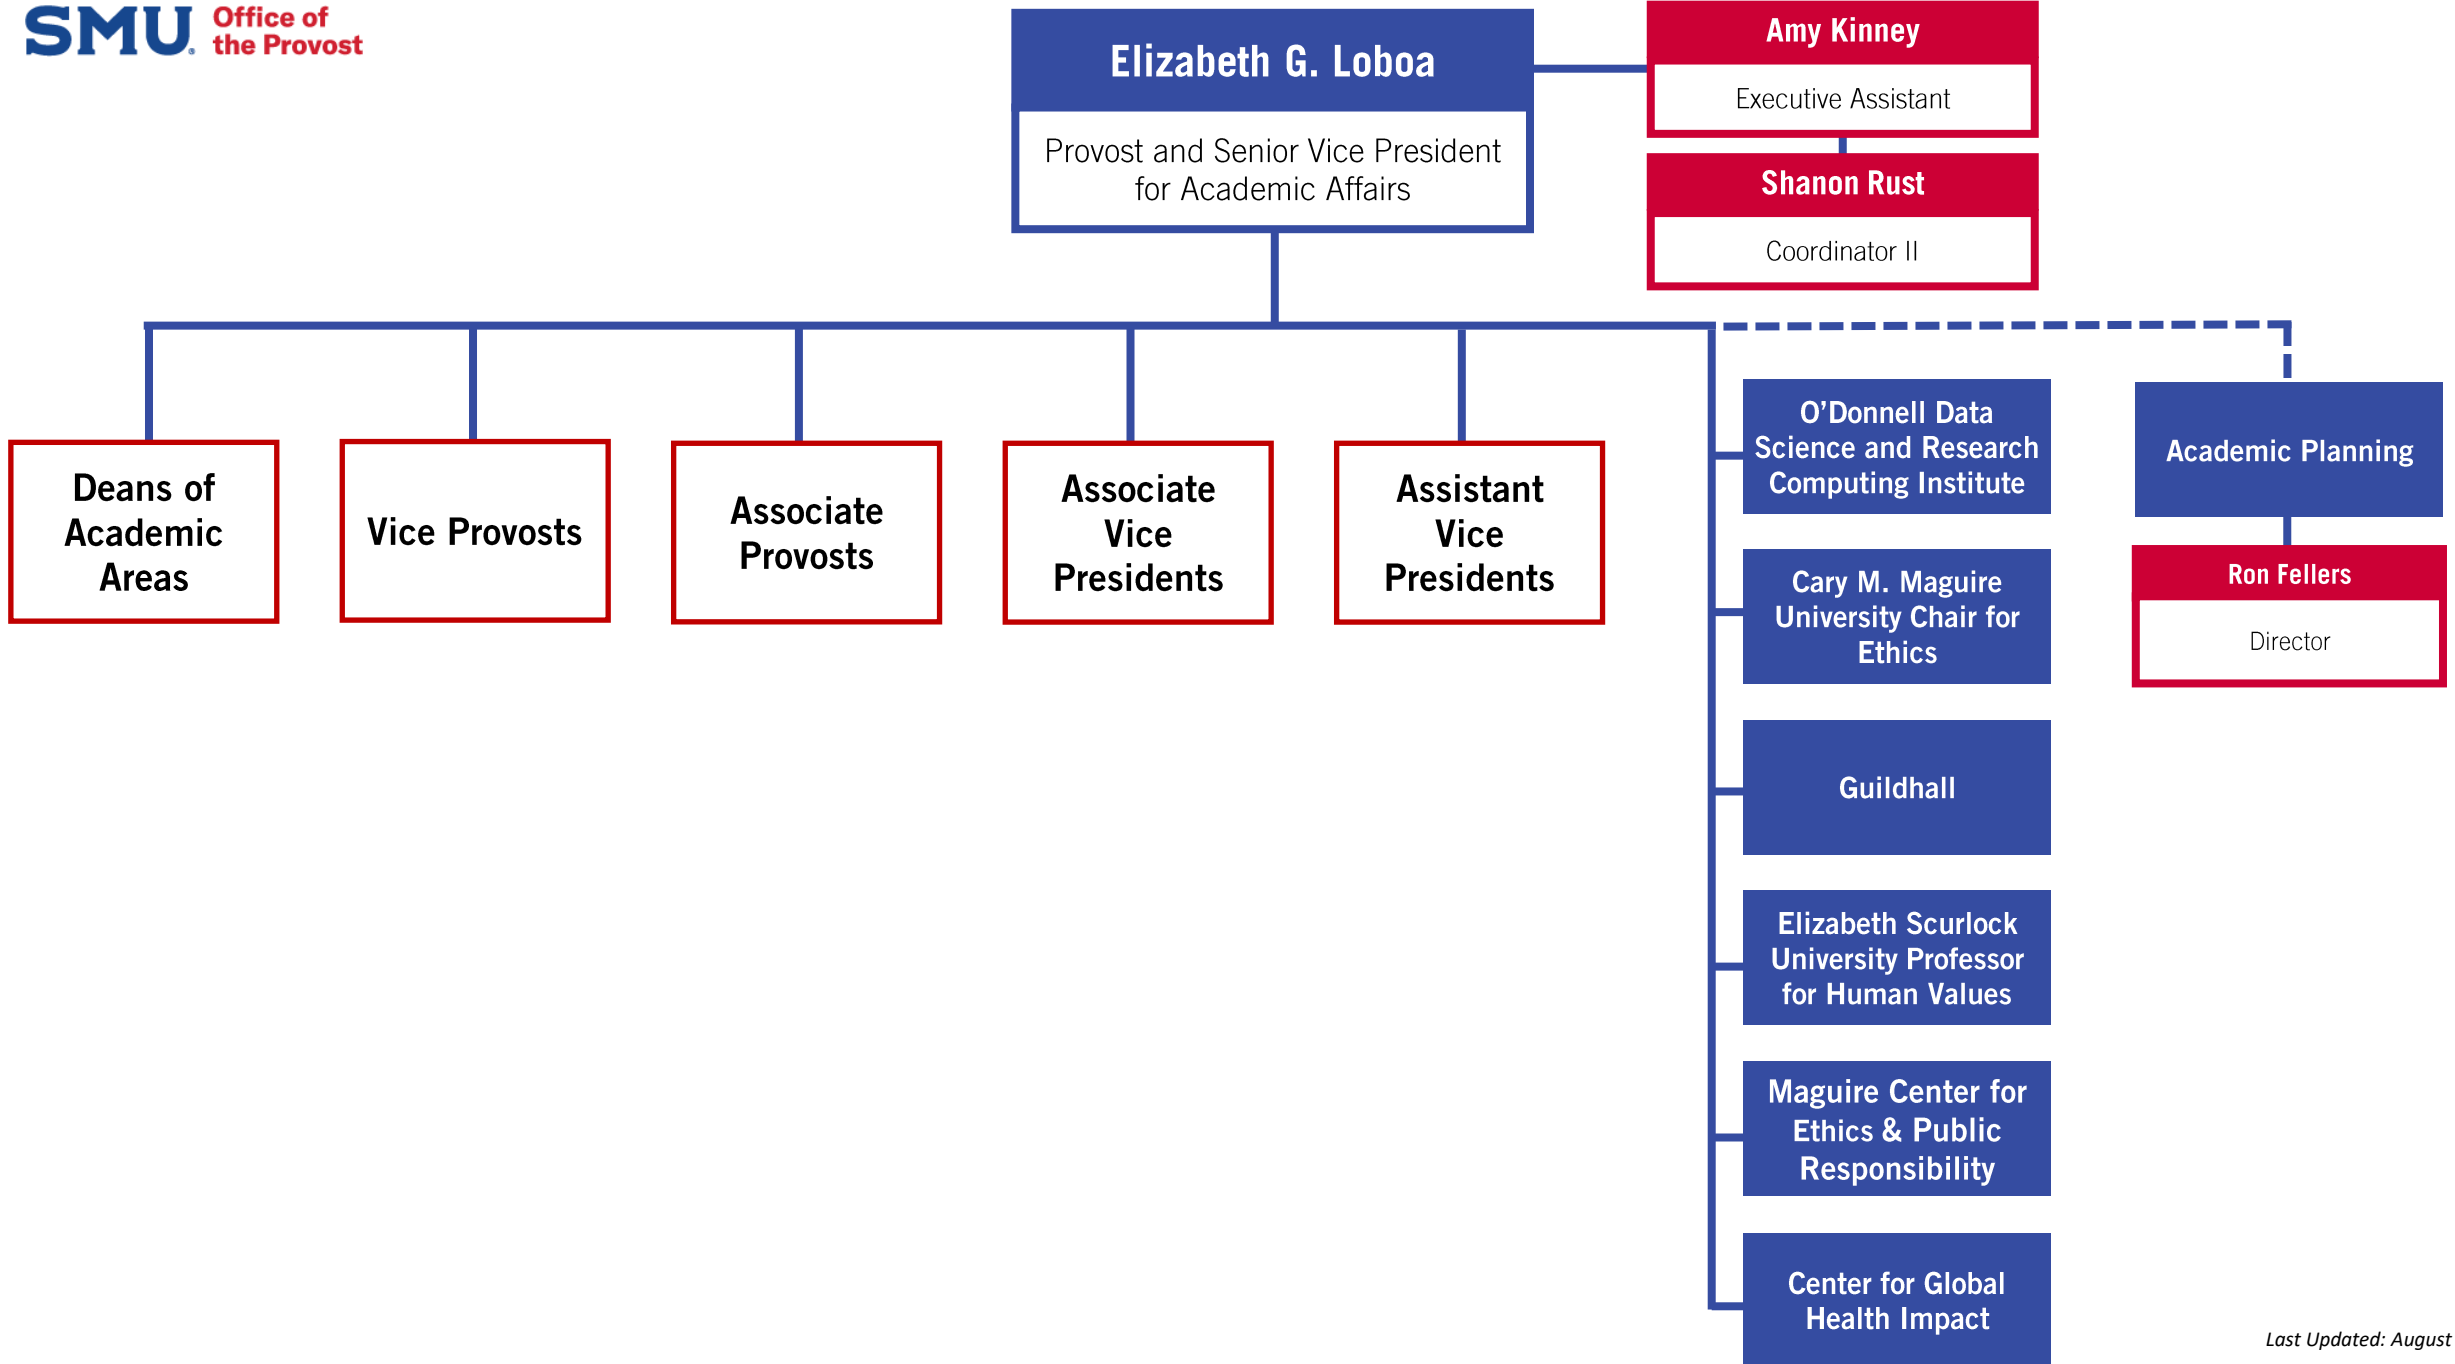 SMU
Office of
the Provost
Elizabeth G. Loboa
Provost and Senior Vice President
for Academic Affairs
Amy Kinney
Executive Assistant
Shanon Rust
Coordinator II
Deans of
Academic
Areas
Vice Provosts
Associate
Provosts
Associate
Vice
Presidents
Assistant
Vice
Presidents
O’Donnell Data
Science and Research
Computing Institute
Cary M. Maguire
University Chair for
Ethics
Guildhall
Elizabeth Scurlock
University Professor
for Human Values
Maguire Center for
Ethics & Public
Responsibility
Center for Global
Health Impact
Academic Planning
Ron Fellers
Director
Last Updated: August